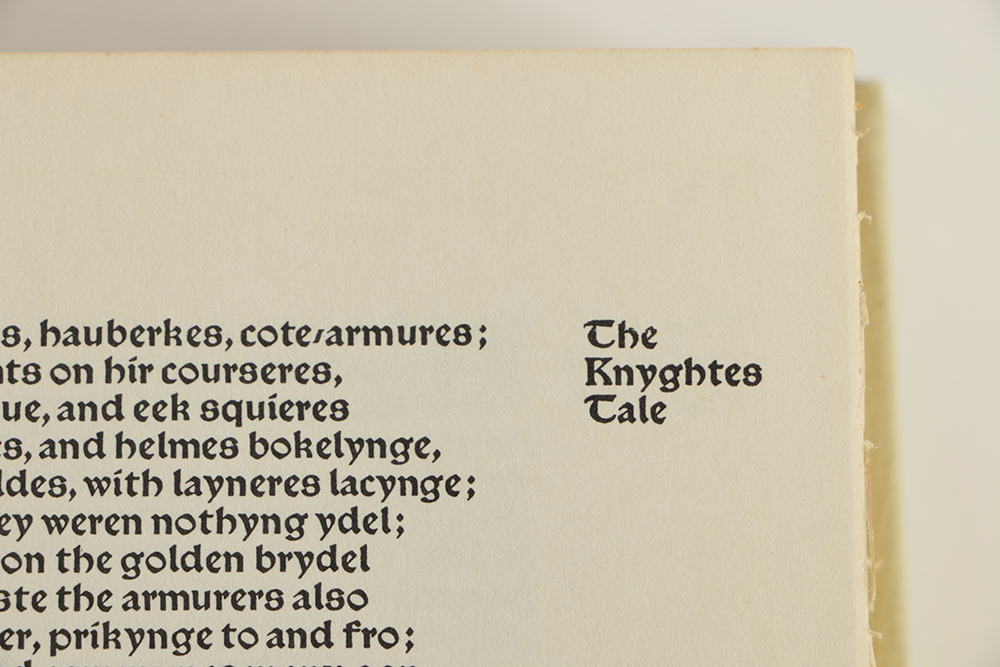 s, hauberkes, cote/armures;
nts on hir courseres,
ue, and eek squieres
s, and helmes bokelynge,
ldes, with layneres lacynge;
ey weren nothyng ydel;
on the golden brydel
ste the armurers also
er, prikynge to and fro;
The
Knyghtes
Tale